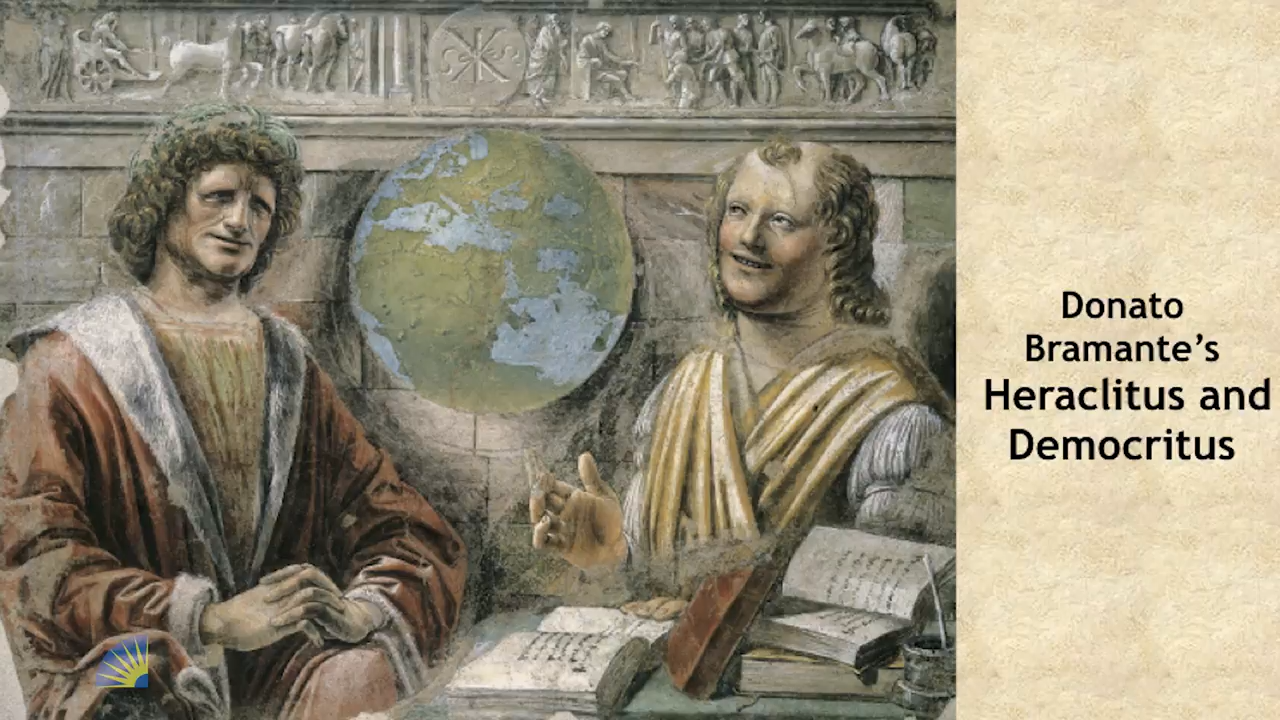 Donato
Bramante’s
Heraclitus and
Democritus